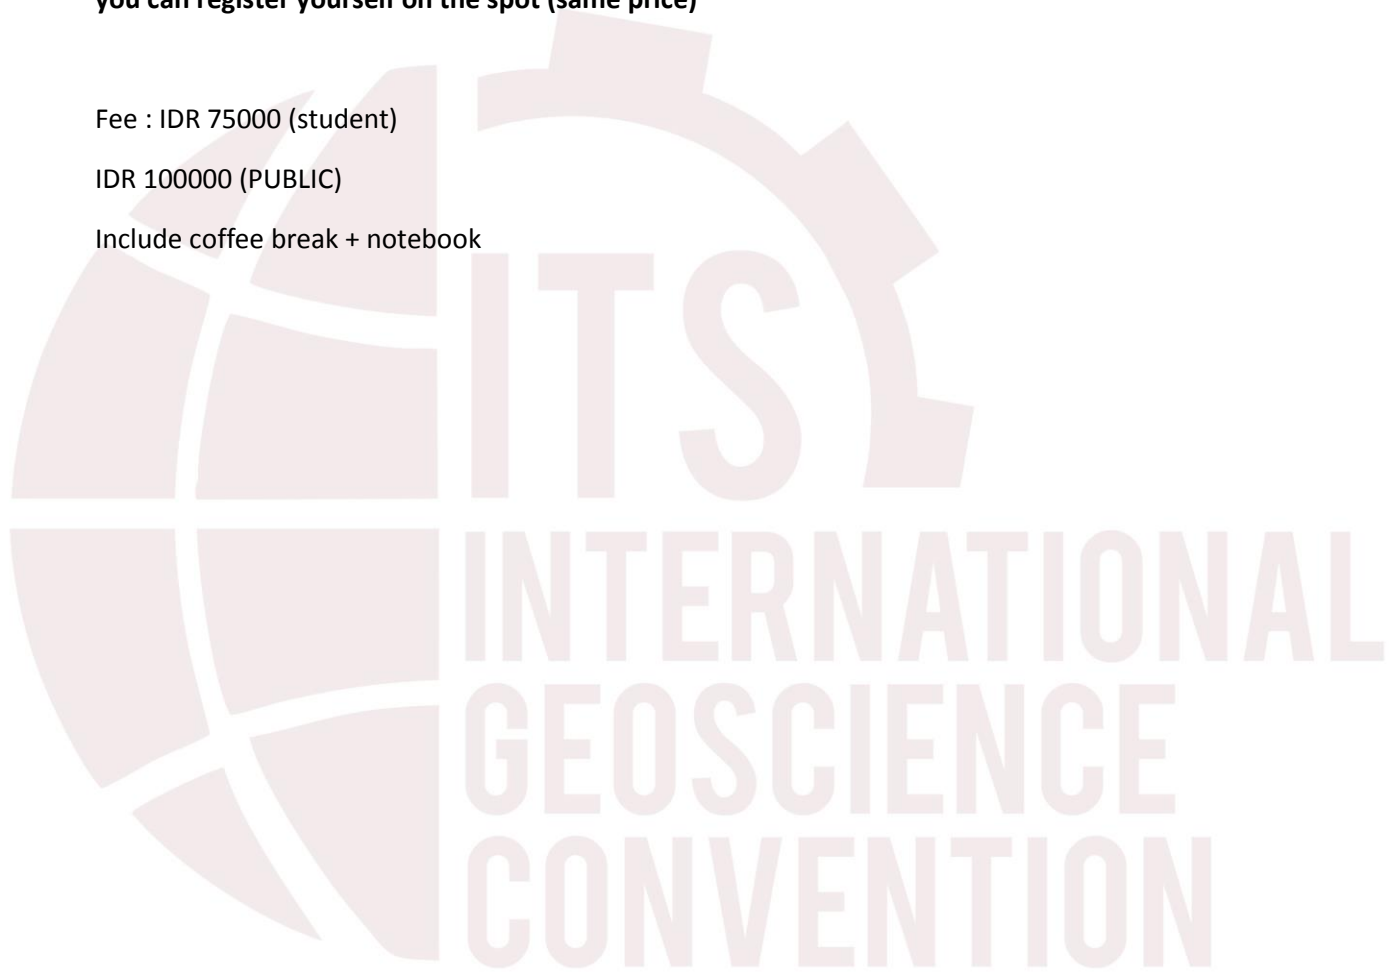 you can register yourself on the spot (same price)
Fee : IDR 75000 (student)
IDR 100000 (PUBLIC)
Include coffee break + notebook
ITS
INTERNATIONAL
GEOSCIENCE
CONVENTION